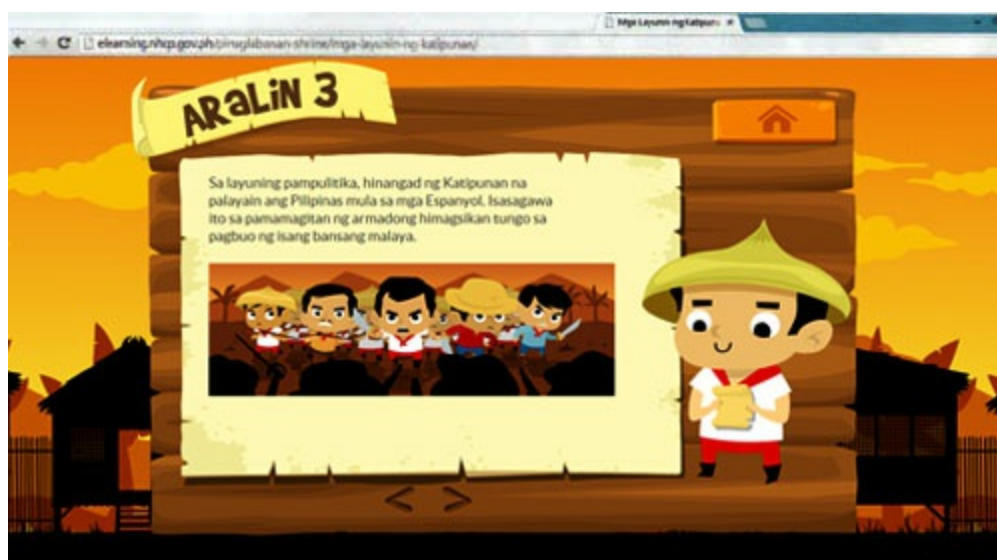 Mga Layunin ng Katipuna
elearning.nhcp.gov.ph/pinaglabanan-shrine/mga-layunin-ng-katipunan/
ARALiN 3
Sa layuning pampulitika, hinangad ng Katipunan na
palayain ang Pilipinas mula sa mga Espanyol. Isasagawa
ito sa pamamagitan ng armadong himagsikan tungo sa
pagbuo ng isang bansang malaya.